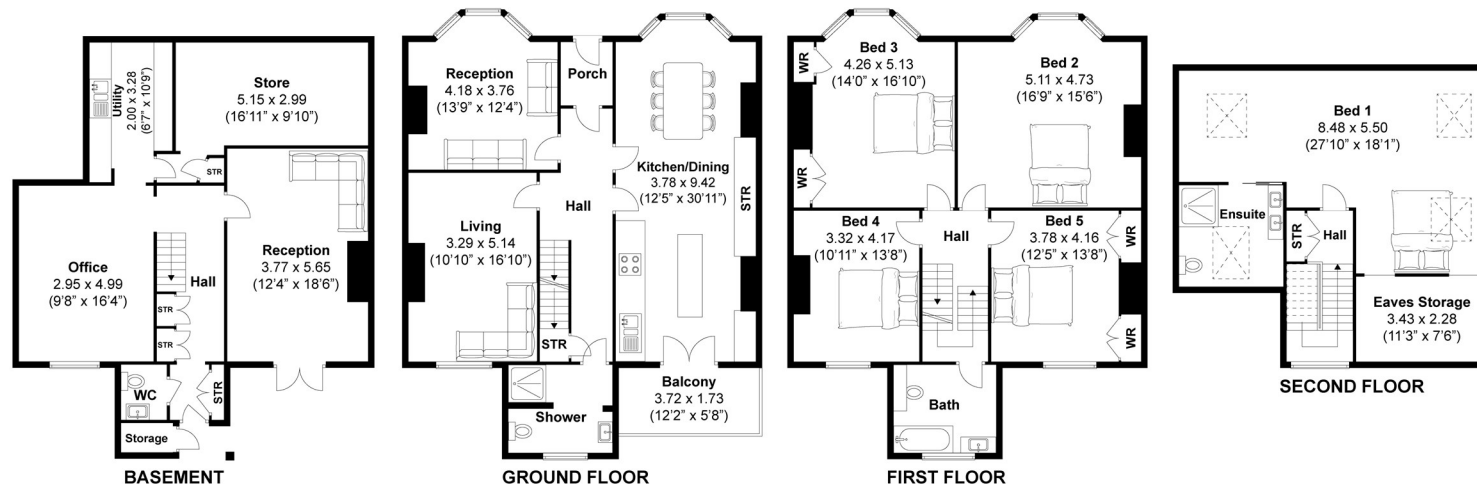 Utility
2.00 x 3.28
(6'7" x 10'9")
Store
5.15 x 2.99
(16'11" x 9'10")
STR
Office
2.95 x 4.99
(9'8" x 16'4")
Hall
Reception
3.77 x 5.65
(12'4" x 18'6")
STR
STR
WC
STR
Storage
BASEMENT
Reception
4.18 x 3.76
(13'9" x 12'4")
Porch
Kitchen/Dining
3.78 x 9.42
(12'5" x 30'11")
STR
Hall
Living
3.29 x 5.14
(10'10" x 16'10")
STR
Balcony
3.72 x 1.73
(12'2" x 5'8")
Shower
GROUND FLOOR
WR
Bed 3
4.26 x 5.13
(14'0" x 16'10")
Bed 2
5.11 x 4.73
(16'9" x 15'6")
WR
Bed 4
3.32 x 4.17
(10'11" x 13'8")
Hall
Bed 5
3.78 x 4.16
(12'5" x 13'8")
WR
WR
Bath
FIRST FLOOR
Bed 1
8.48 x 5.50
(27'10" x 18'1")
Ensuite
STR
Hall
Eaves Storage
3.43 x 2.28
(11'3" x 7'6")
SECOND FLOOR